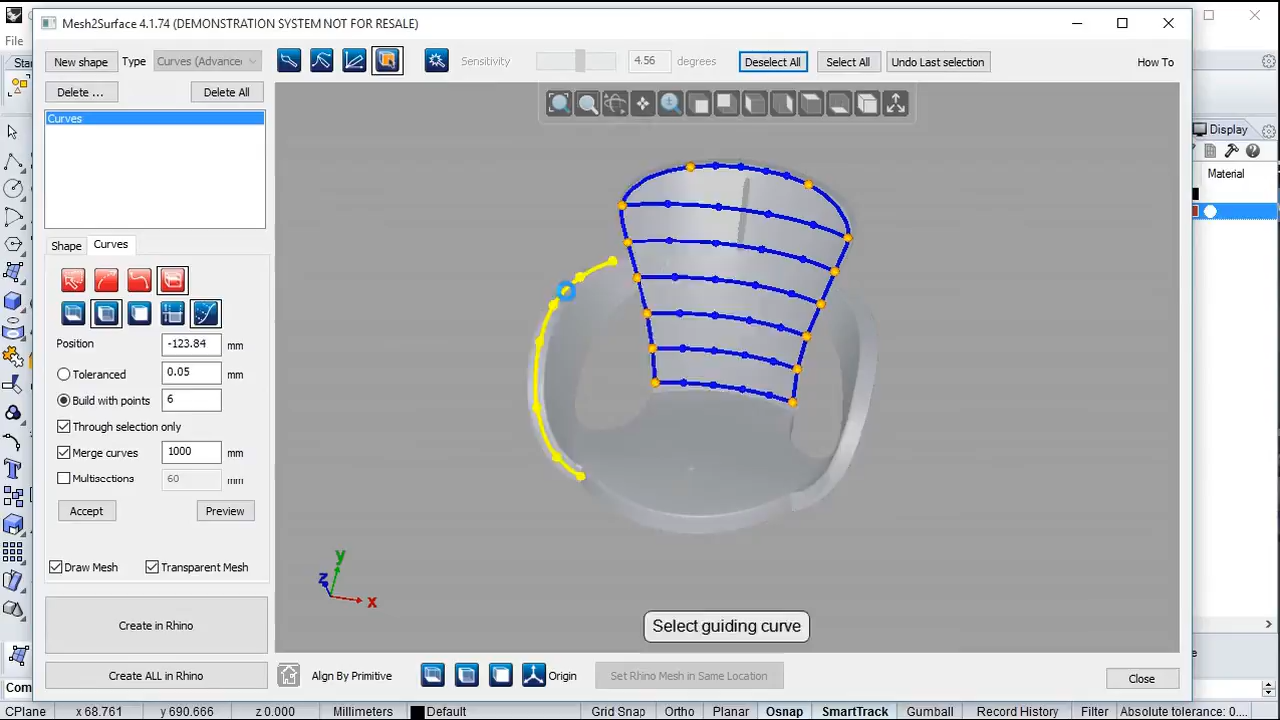 Mesh2Surface 4.1.74 (DEMONSTRATION SYSTEM NOT FOR RESALE)
File
Star
New shape
Type
Curves (Advance
Sensitivity
4.56
degrees
Deselect All
Select All
Undo Last selection
How To
Delete ...
Delete All
Curves
Display
Material
Shape
Curves
Position
-123.84
mm
Toleranced
0.05
mm
Build with points
6
Through selection only
Merge curves
1000
mm
Multisections
60
mm
Accept
Preview
Draw Mesh
Transparent Mesh
y
z
x
Select guiding curve
Create in Rhino
Create ALL in Rhino
Align By Primitive
Origin
Set Rhino Mesh in Same Location
Close
Com
CPlane
x 68.761
y 690.666
z 0.000
Millimeters
Default
Grid Snap
Ortho
Planar
Osnap
SmartTrack
Gumball
Record History
Filter
Absolute tolerance: 0....